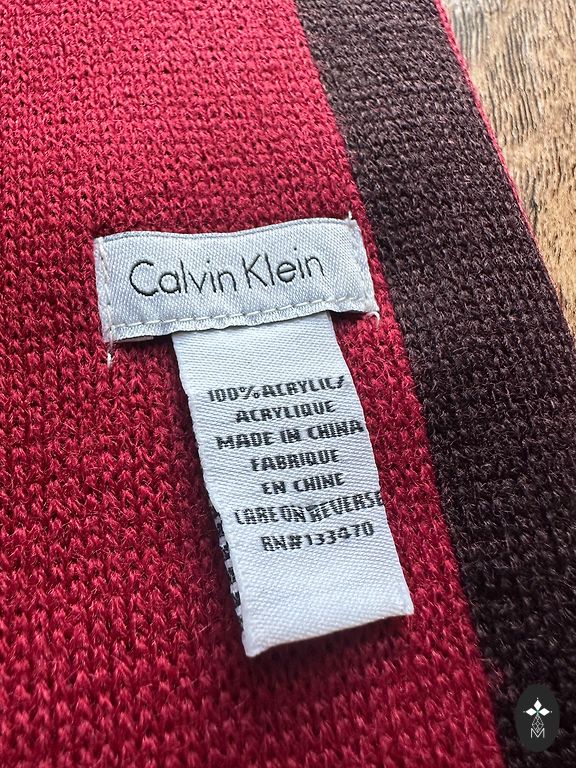 Calvin Klein
100% ACRYLIC/
ACRYLIQUE
MADE IN CHINA
FABRIQUE
EN CHINE
CARE ON REVERSE
RN#133470
M